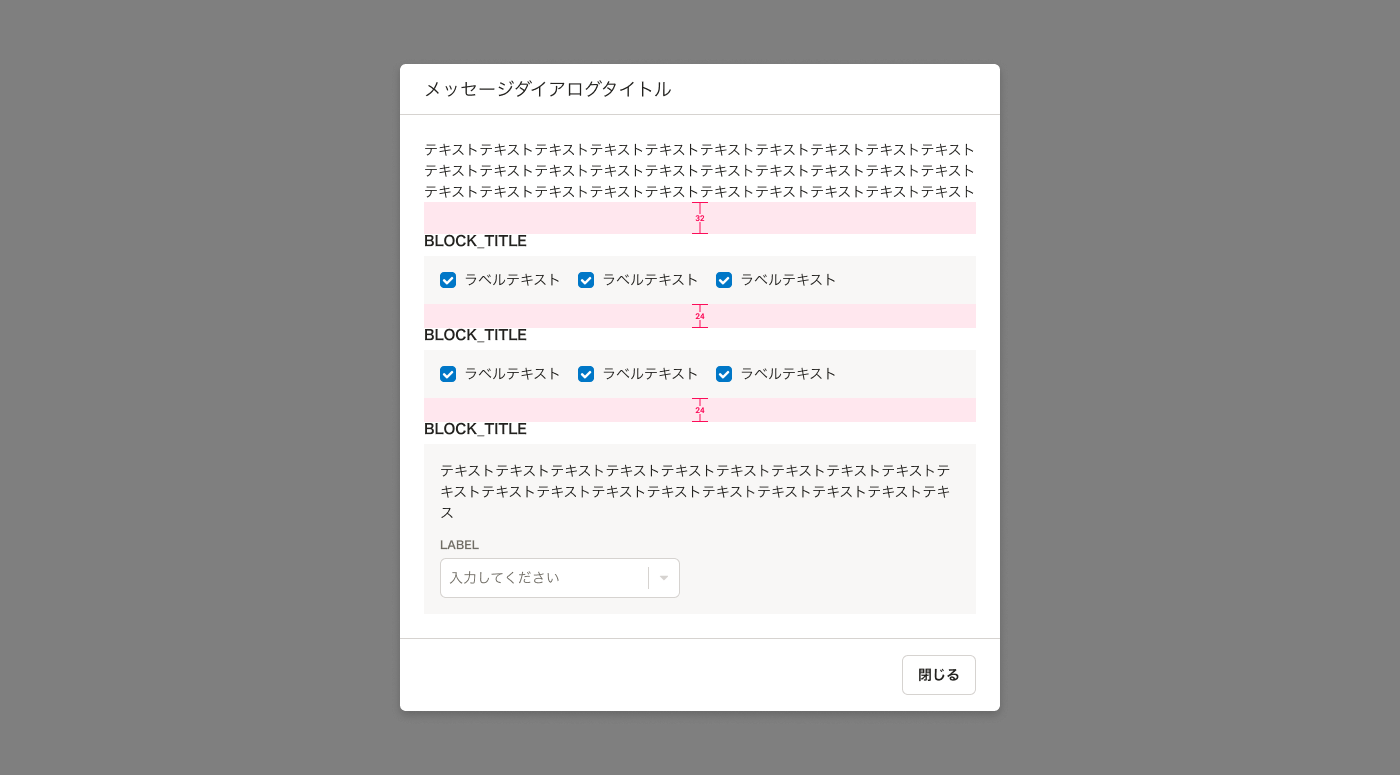 メッセージダイアログタイトル
テキストテキストテキストテキストテキストテキストテキストテキストテキストテキスト
テキストテキストテキストテキストテキストテキストテキストテキストテキストテキスト
テキストテキストテキストテキストテキストテキストテキストテキストテキストテキスト
32
BLOCK_TITLE
ラベルテキスト ラベルテキスト ラベルテキスト
24
BLOCK_TITLE
ラベルテキスト ラベルテキスト ラベルテキスト
24
BLOCK_TITLE
テキストテキストテキストテキストテキストテキストテキストテキストテキストテ
キストテキストテキストテキストテキストテキストテキストテキストテキストテキ
ス
LABEL
入力してください
閉じる